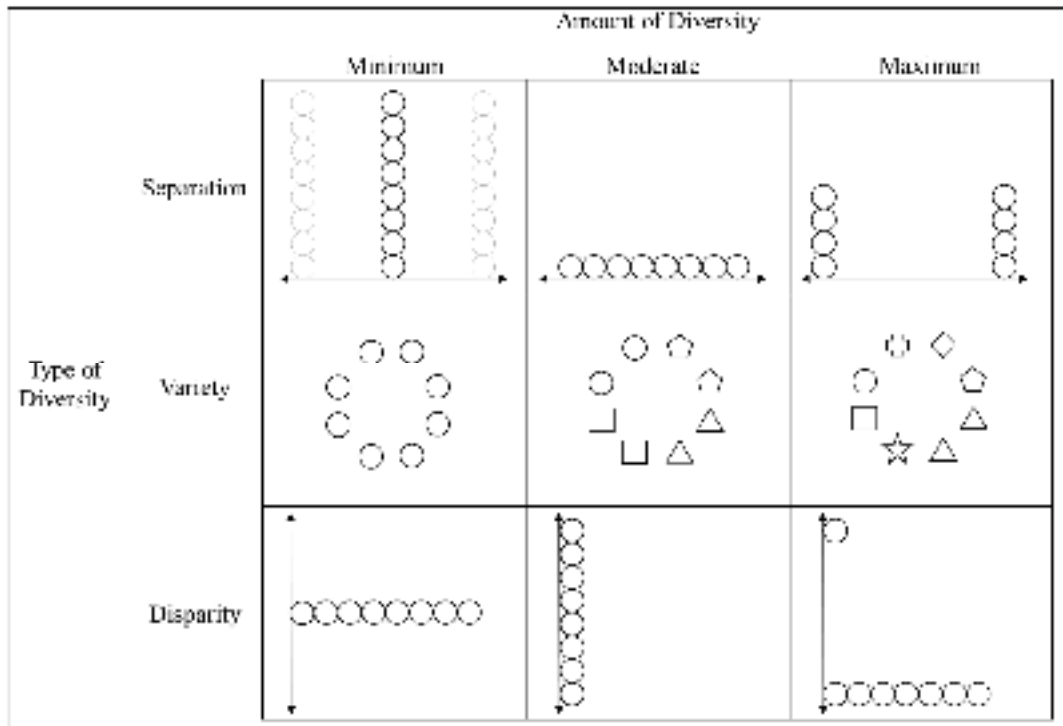 Amount of Diversity
Minimum Moderate Maximum
Separation
Type of
Diversity
Variety
Disparity